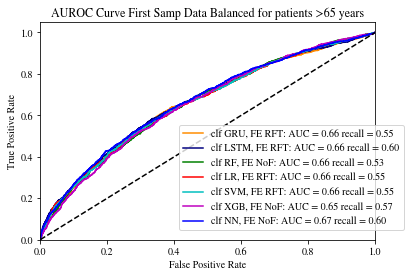 AUROC Curve First Samp Data Balanced for patients >65 years
1.0
0.8
0.6
0.4
0.2
0.0
True Positive Rate
clf GRU, FE RFT: AUC = 0.66 recall = 0.55
clf LSTM, FE RFT: AUC = 0.66 recall = 0.60
clf RF, FE NoF: AUC = 0.66 recall = 0.53
clf LR, FE RFT: AUC = 0.66 recall = 0.55
clf SVM, FE RFT: AUC = 0.66 recall = 0.55
clf XGB, FE NoF: AUC = 0.65 recall = 0.57
clf NN, FE NoF: AUC = 0.67 recall = 0.60
0.0 0.2 0.4 0.6 0.8 1.0
False Positive Rate